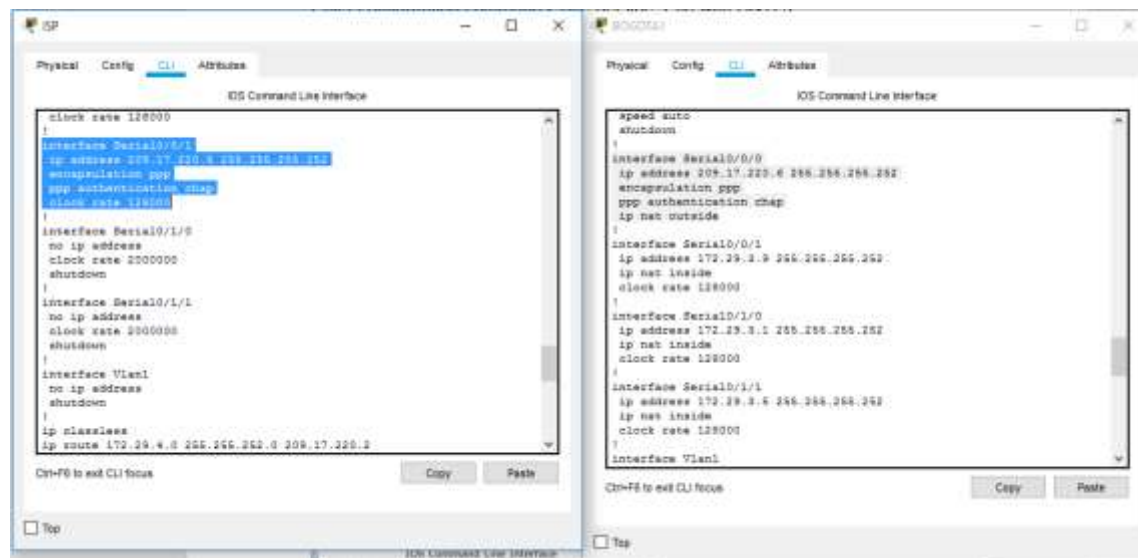 ISP
Physical Config CLI Attributes
IOS Command Line Interface
clock rate 128000
!
interface Serial0/0/1
ip address 209.17.220.5 255.255.255.252
encapsulation ppp
ppp authentication chap
clock rate 128000
!
interface Serial0/1/0
no ip address
clock rate 2000000
shutdown
!
interface Serial0/1/1
no ip address
clock rate 2000000
shutdown
!
interface Vlan1
no ip address
shutdown
!
ip classless
ip route 172.29.4.0 255.255.252.0 209.17.220.2
Ctrl+F6 to exit CLI focus
Copy Paste
Top
BOGOTA1
Physical Config CLI Attributes
IOS Command Line Interface
speed auto
shutdown
!
interface Serial0/0/0
ip address 209.17.220.6 255.255.255.252
encapsulation ppp
ppp authentication chap
ip nat outside
!
interface Serial0/0/1
ip address 172.29.3.9 255.255.255.252
ip nat inside
clock rate 128000
!
interface Serial0/1/0
ip address 172.29.3.1 255.255.255.252
ip nat inside
clock rate 128000
!
interface Serial0/1/1
ip address 172.29.3.5 255.255.255.252
ip nat inside
clock rate 128000
!
interface Vlan1
Ctrl+F6 to exit CLI focus
Copy Paste
Top
IOS Command Line Interface